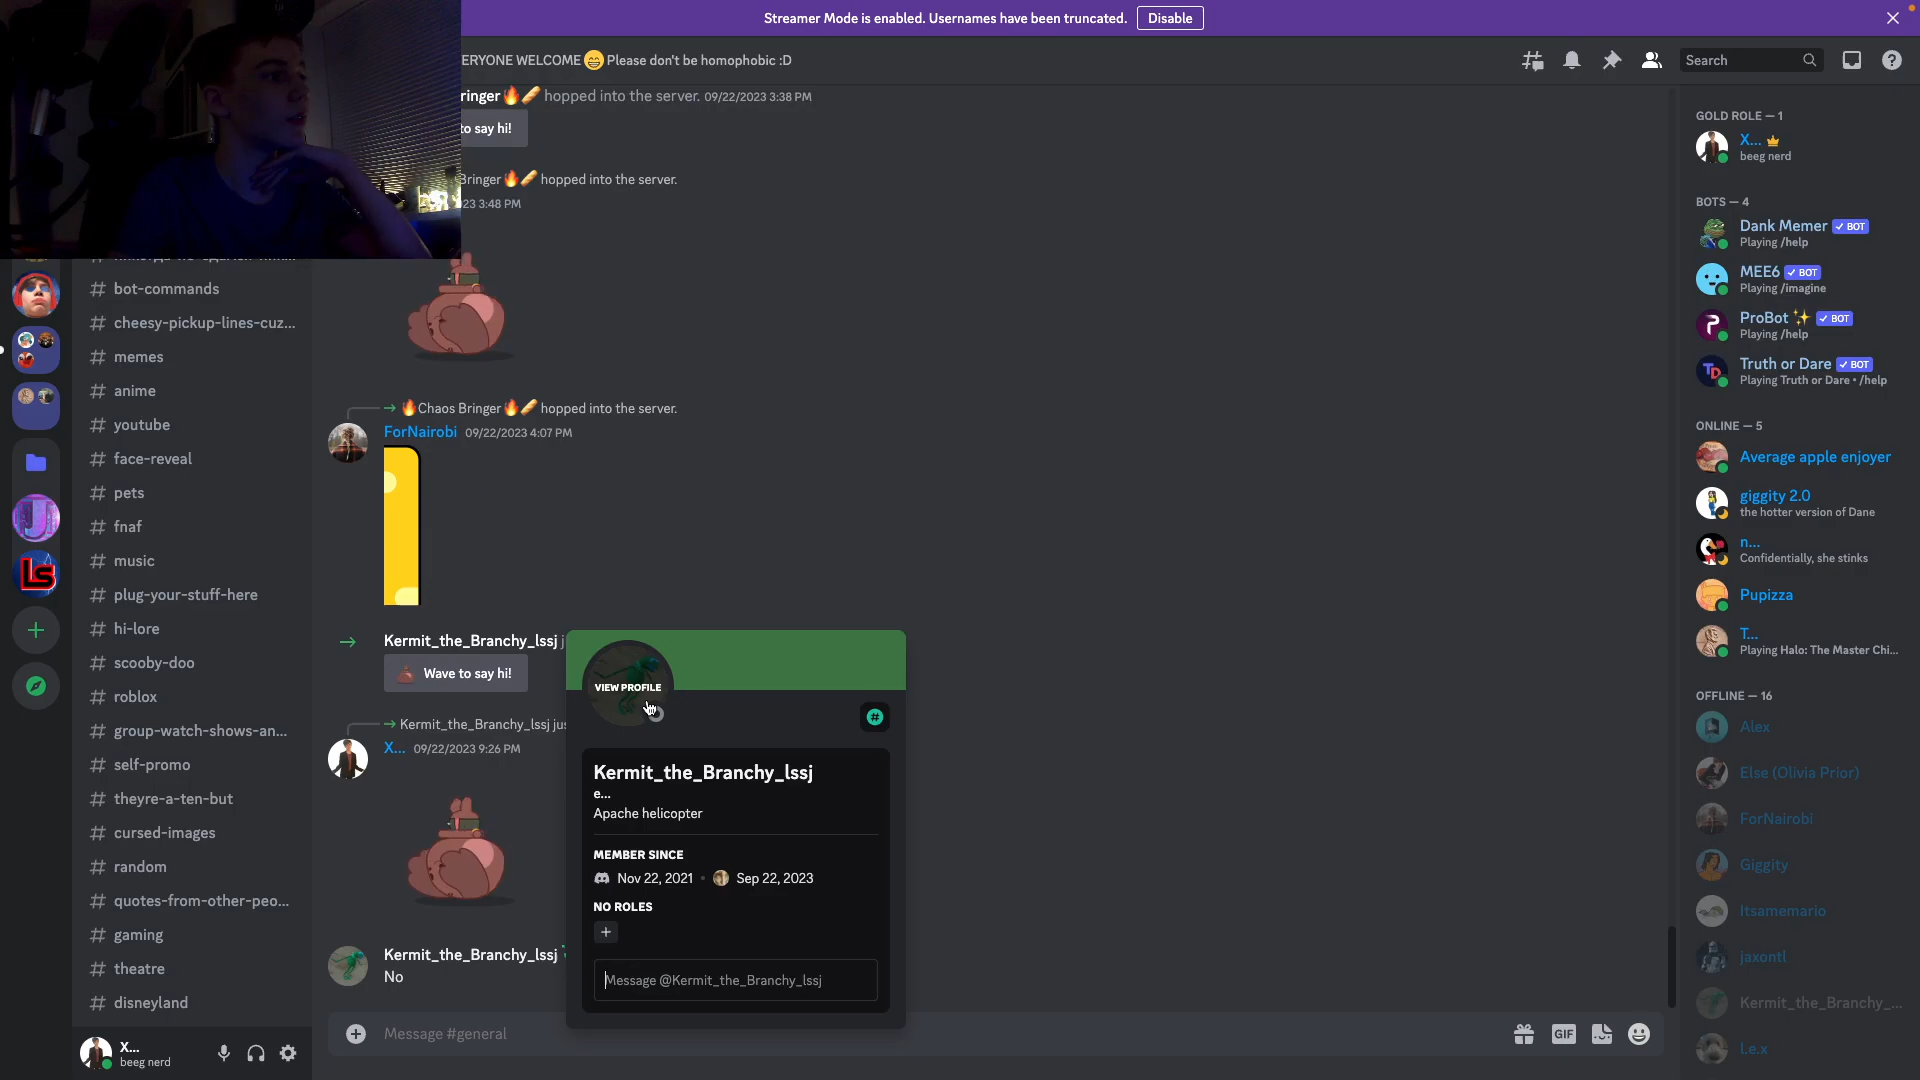 Streamer Mode is enabled. Usernames have been truncated.
Disable
ERYONE WELCOME 😁 Please don't be homophobic :D
Search
ringer🔥🥖 hopped into the server. 09/22/2023 3:38 PM
to say hi!
Bringer🔥🥖 hopped into the server.
23 3:48 PM
# bot-commands
# cheesy-pickup-lines-cuz...
# memes
# anime
# youtube
# face-reveal
# pets
# fnaf
# music
# plug-your-stuff-here
# hi-lore
# scooby-doo
# roblox
# group-watch-shows-an...
# self-promo
# theyre-a-ten-but
# cursed-images
# random
# quotes-from-other-peo...
# gaming
# theatre
# disneyland
X...
beeg nerd
LS
🔥Chaos Bringer🔥🥖 hopped into the server.
ForNairobi 09/22/2023 4:07 PM
Kermit_the_Branchy_lssj j
Wave to say hi!
Kermit_the_Branchy_lssj jus
X... 09/22/2023 9:26 PM
Kermit_the_Branchy_lssj
No
VIEW PROFILE
Kermit_the_Branchy_lssj
e...
Apache helicopter
MEMBER SINCE
Nov 22, 2021 • Sep 22, 2023
NO ROLES
+
Message @Kermit_the_Branchy_lssj
Message #general
GIF
GOLD ROLE — 1
X...
beeg nerd
BOTS — 4
Dank Memer ✓ BOT
Playing /help
MEE6 ✓ BOT
Playing /imagine
ProBot ✨ ✓ BOT
Playing /help
TD
Truth or Dare ✓ BOT
Playing Truth or Dare • /help
ONLINE — 5
Average apple enjoyer
giggity 2.0
the hotter version of Dane
n...
Confidentially, she stinks
Pupizza
T...
Playing Halo: The Master Chi...
OFFLINE — 16
Alex
Else (Olivia Prior)
ForNairobi
Giggity
Itsamemario
jaxontl
Kermit_the_Branchy_...
l.e.x